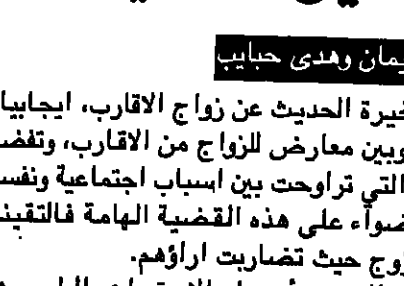 يمان وهدى حبايب
خيرة الحديث عن زواج الاقارب، ايجابيا
وبين معارض للزواج من الاقارب، وتفض
التي تراوحت بين اسباب اجتماعية ونفس
ضواء على هذه القضية الهامة فالتقين
زوج حيث تضاربت اراؤهم.